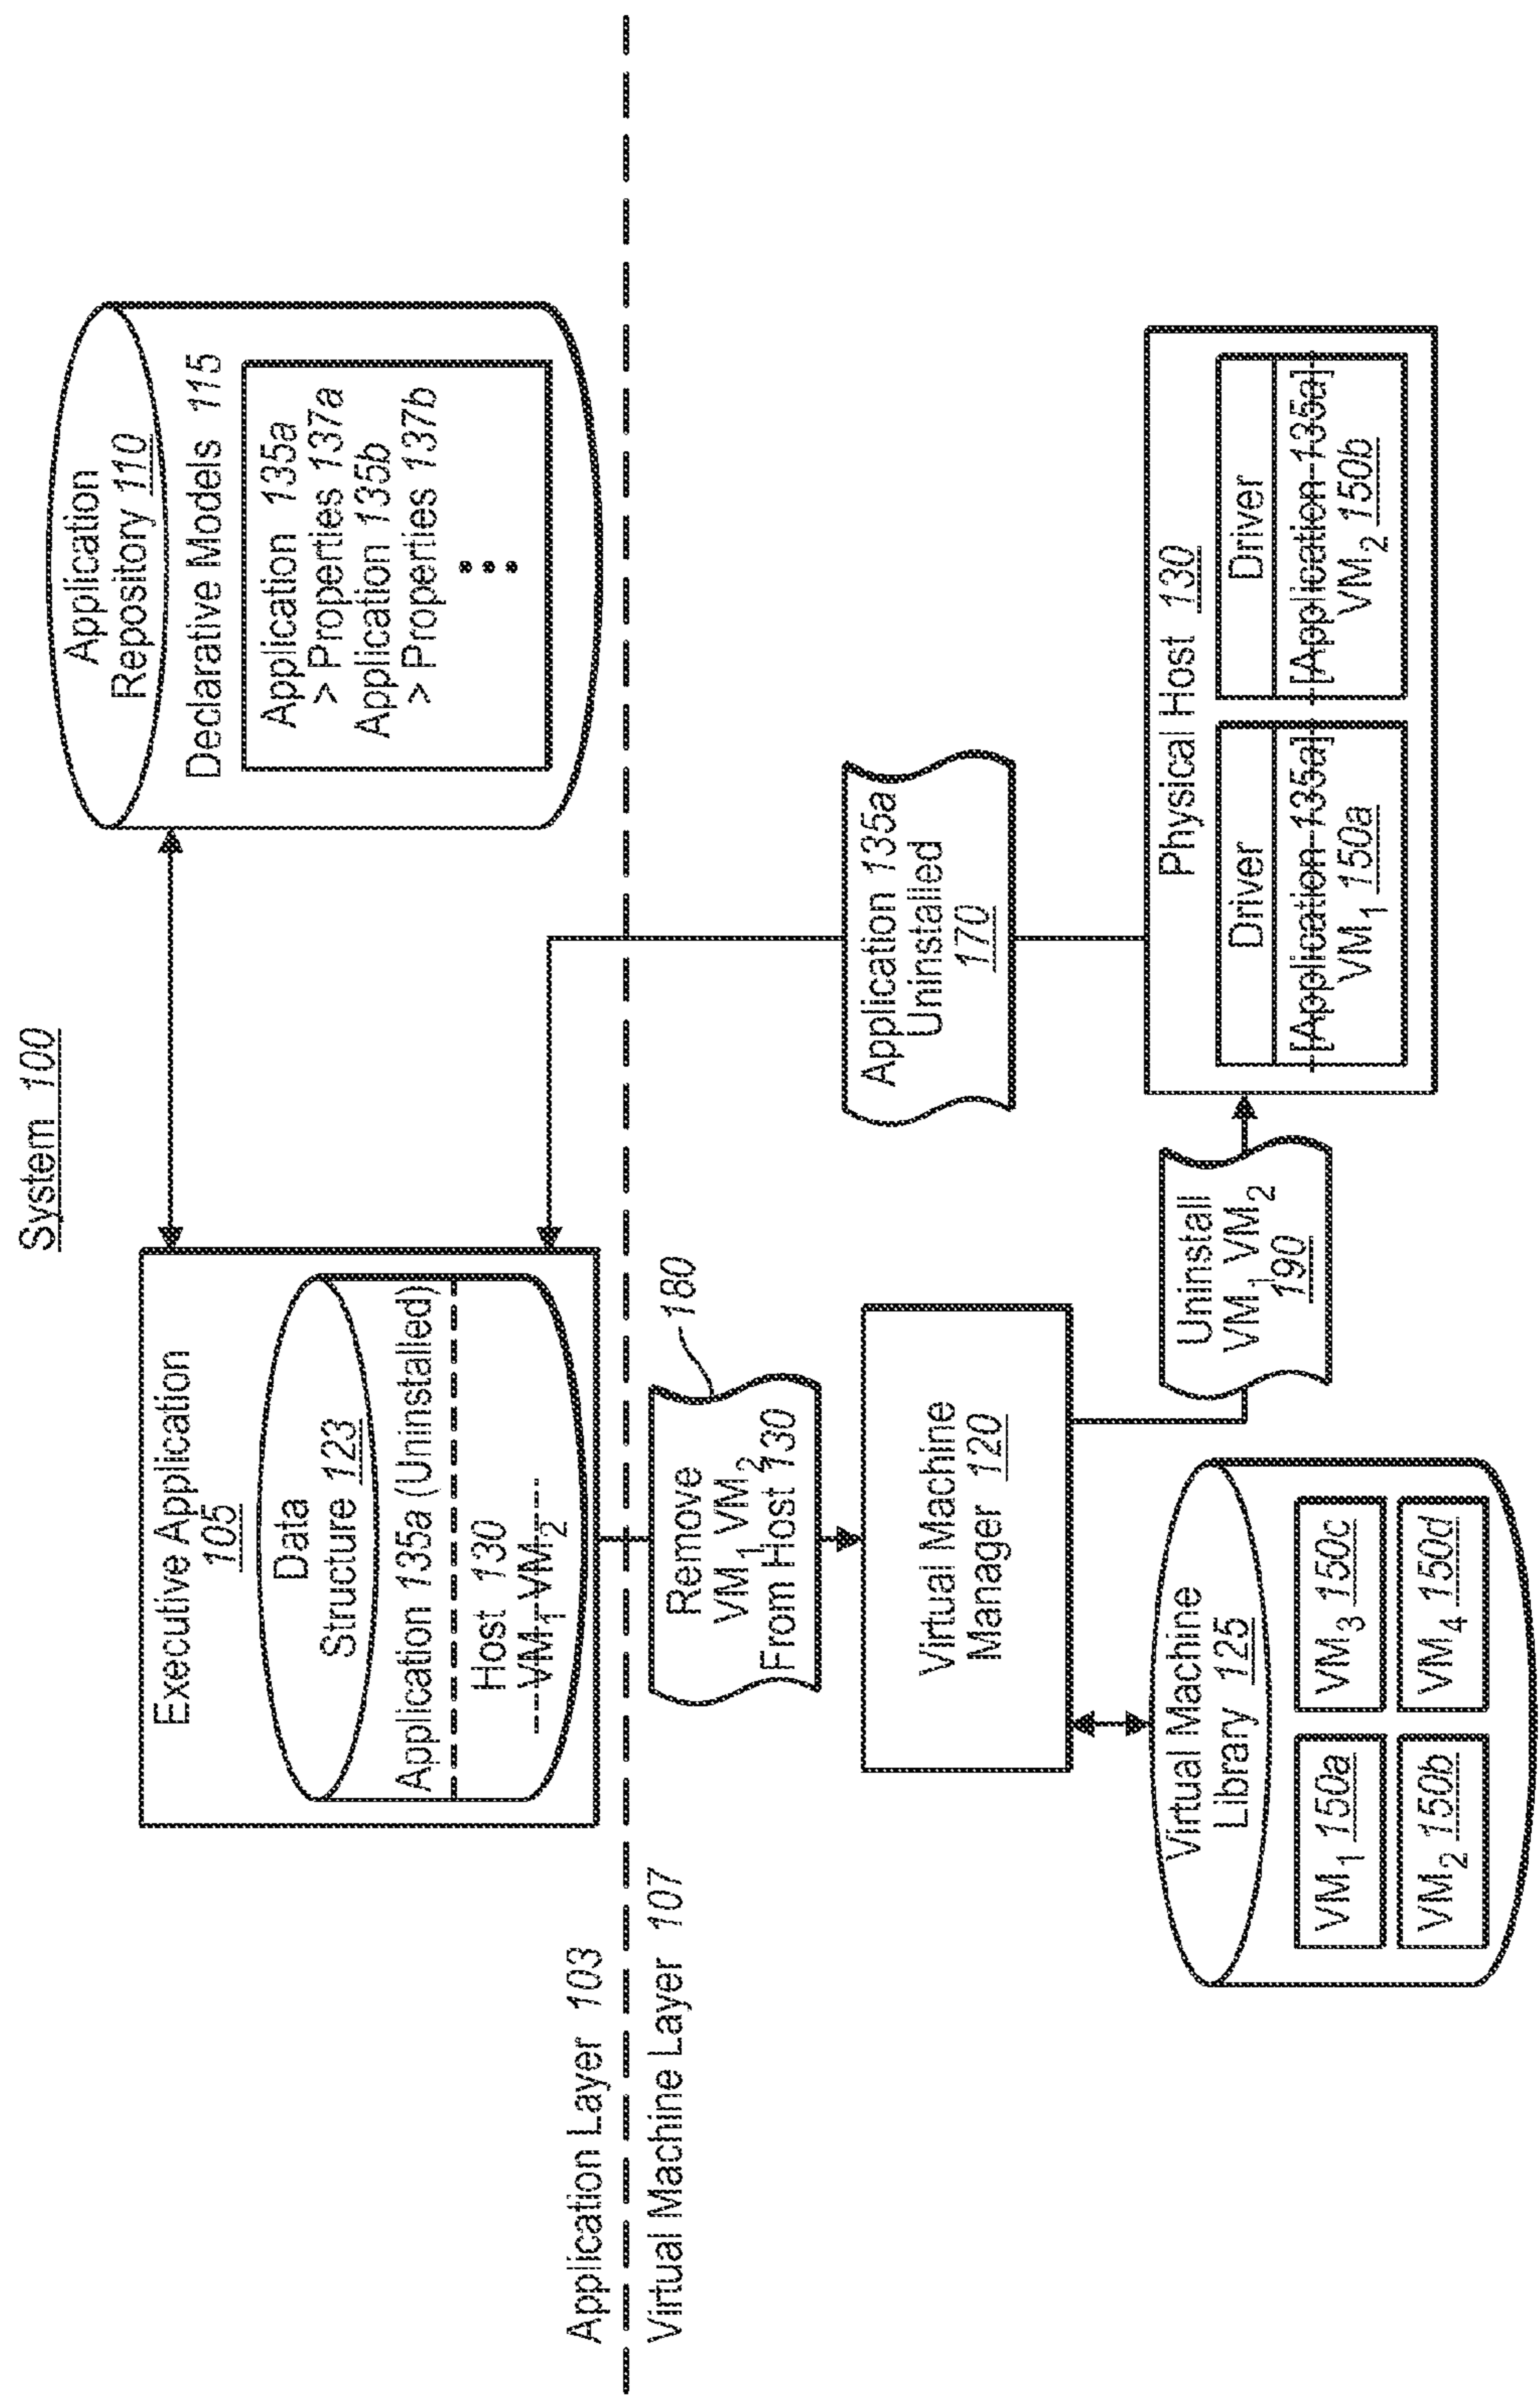 System 100
Executive Application
105
Data
Structure 123
Application 135a (Uninstalled)
Host 130
VM1 VM2
Application
Repository 110
Declarative Models 115
Application 135a
> Properties 137a
Application 135b
> Properties 137b
Application Layer 103
Virtual Machine Layer 107
180
Remove
VM1 VM2
From Host 130
Application 135a
Uninstalled
170
Virtual Machine
Manager 120
Uninstall
VM1 VM2
190
Virtual Machine
Library 125
VM1 150a
VM3 150c
VM2 150b
VM4 150d
Physical Host 130
Driver
[Application 135a]
VM1 150a
Driver
[Application 135a]
VM2 150b